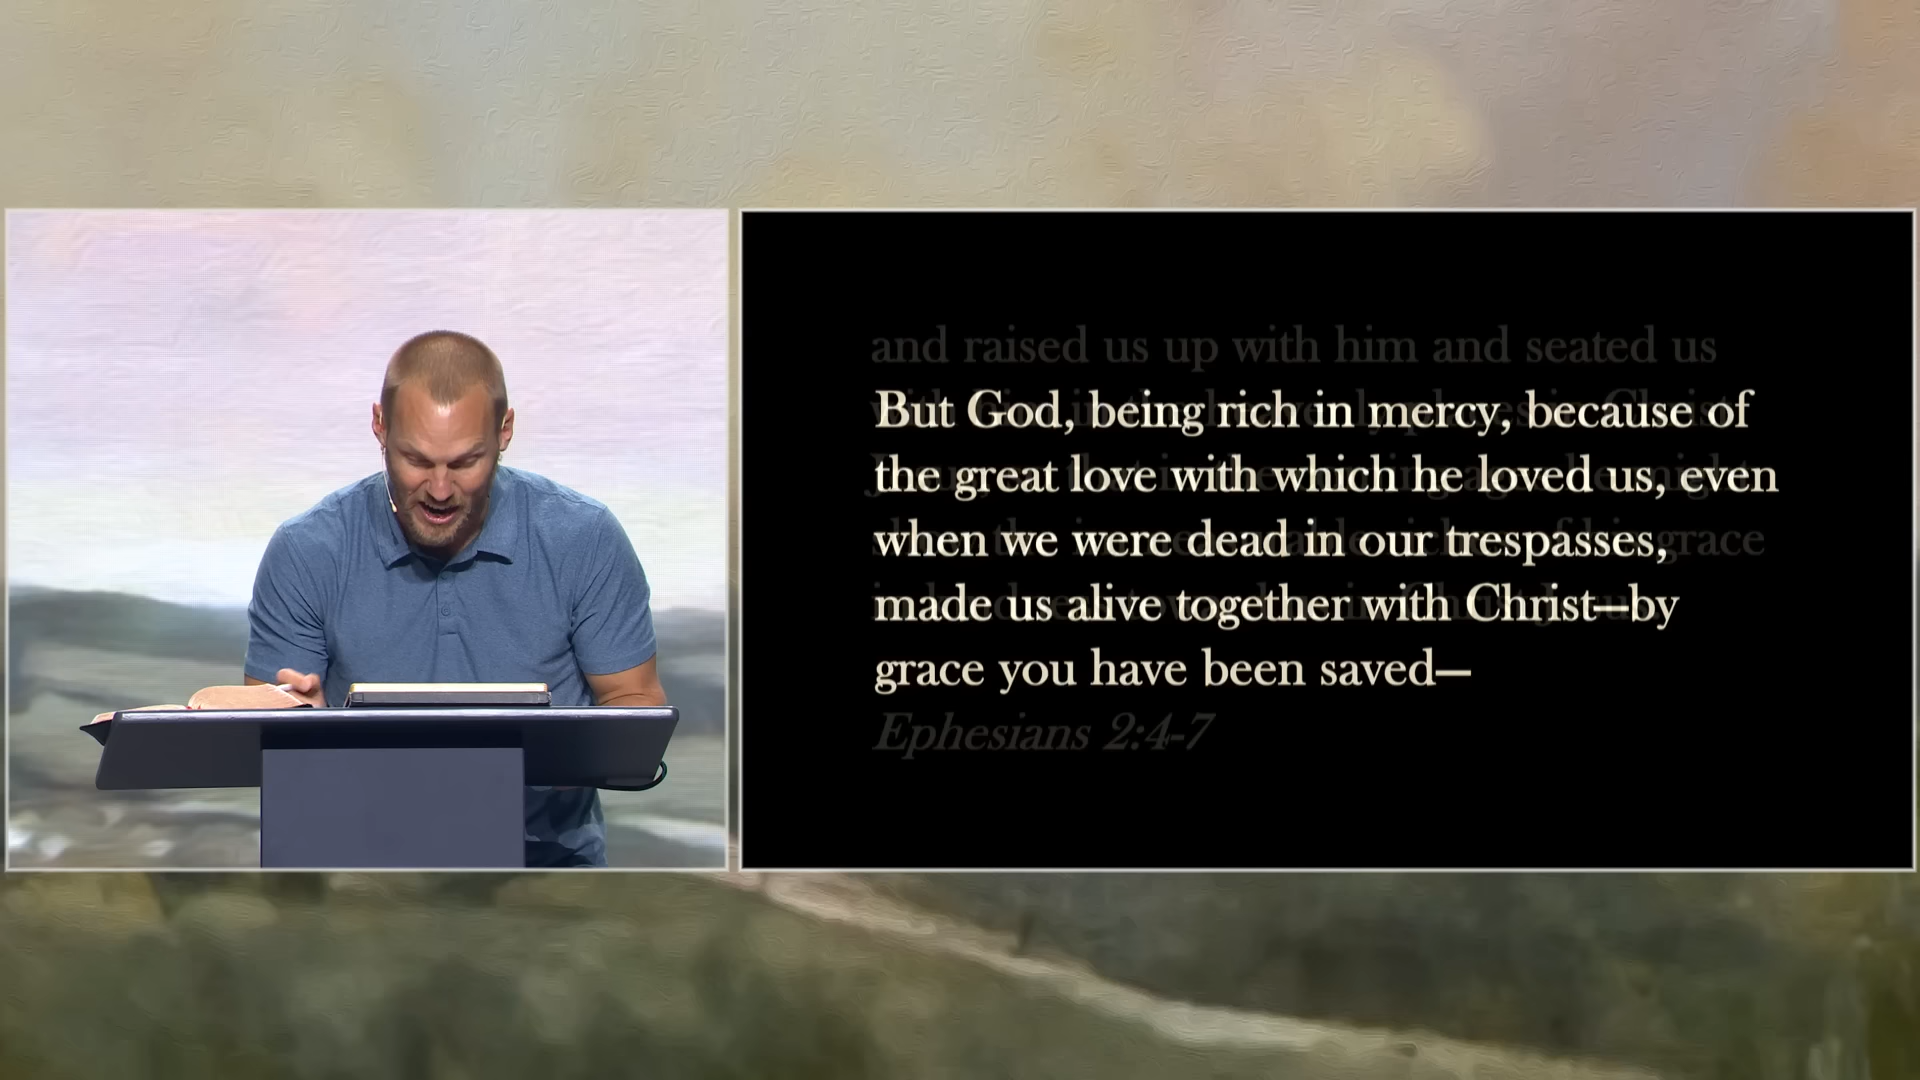 and raised us up with him and seated us
But God, being rich in mercy, because of
the great love with which he loved us, even
when we were dead in our trespasses,
grace
made us alive together with Christ—by
grace you have been saved—
Ephesians 2:4-7